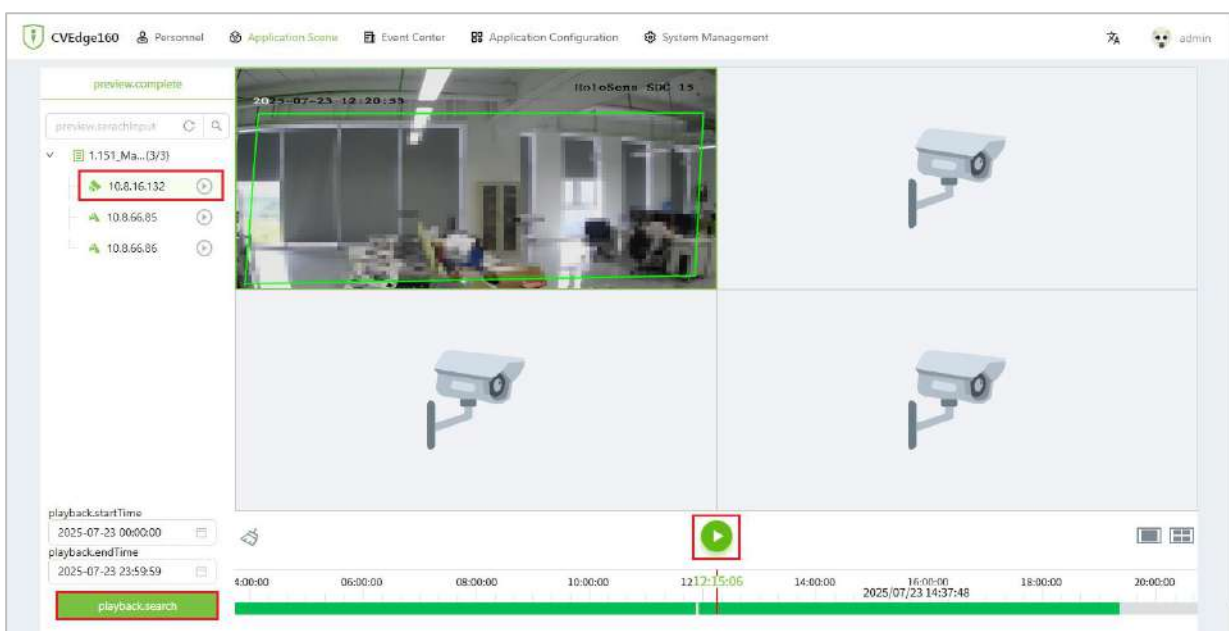 CVEdge160 Personnel Application Scene Event Center Application Configuration System Management admin
preview.complete
preview.serachInput
1.151_Ma...(3/3)
10.8.16.132
10.8.66.85
10.8.66.86
2025-07-23 12:20:33
HoloSens SDC 15
playback.startTime
2025-07-23 00:00:00
playback.endTime
2025-07-23 23:59:59
playback.search
4:00:00 06:00:00 08:00:00 10:00:00 12 12:15:06 14:00:00 16:00:00 18:00:00 20:00:00
2025/07/23 14:37:48